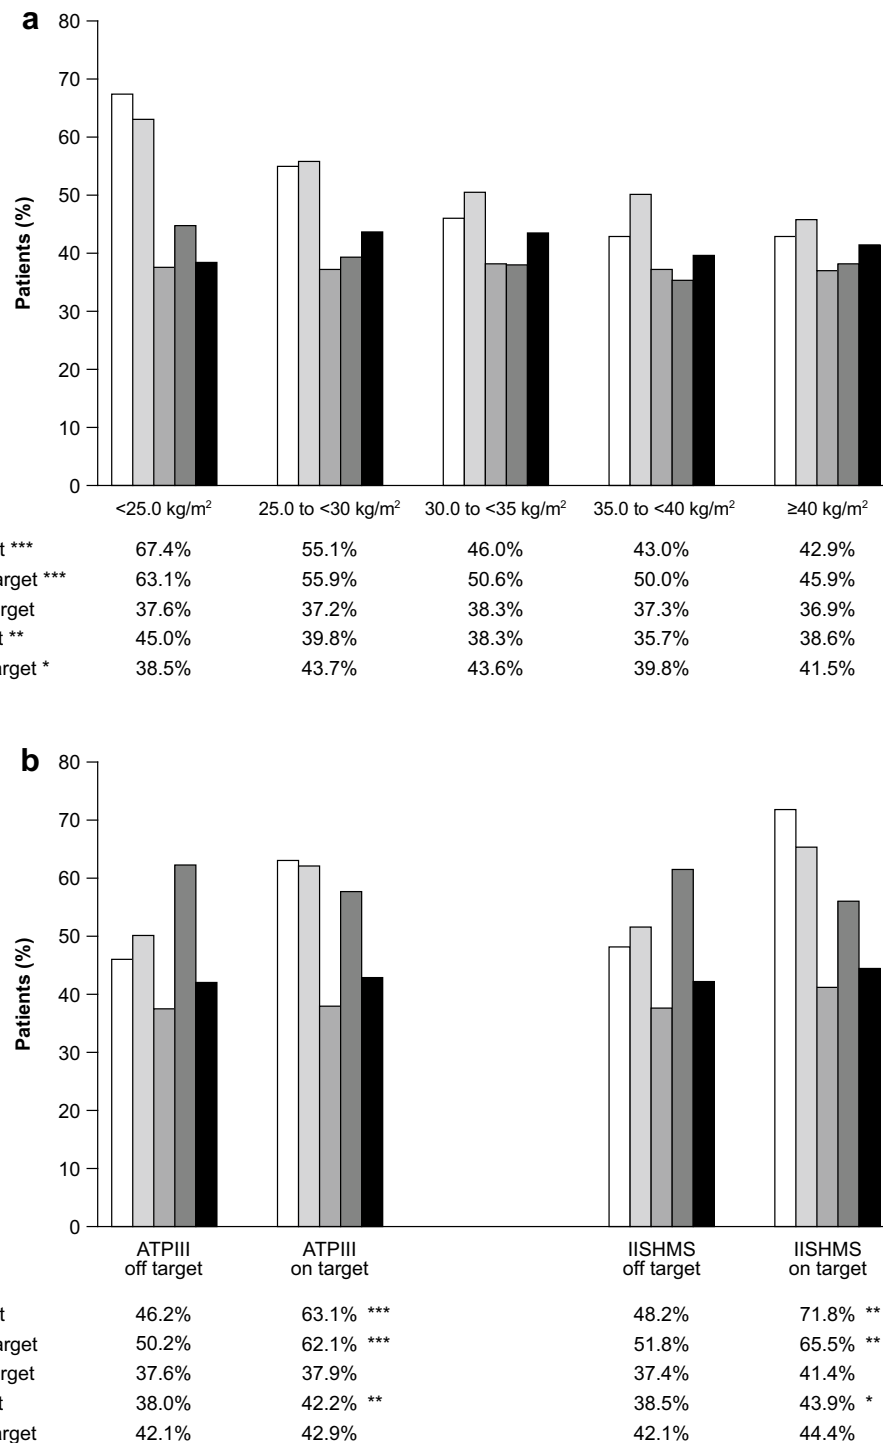 a
80
70
60
50
40
30
20
10
0
Patients (%)
<25.0 kg/m² 25.0 to <30 kg/m² 30.0 to <35 kg/m² 35.0 to <40 kg/m² ≥40 kg/m²
t *** 67.4% 55.1% 46.0% 43.0% 42.9%
arget *** 63.1% 55.9% 50.6% 50.0% 45.9%
rget 37.6% 37.2% 38.3% 37.3% 36.9%
t ** 45.0% 39.8% 38.3% 35.7% 38.6%
arget * 38.5% 43.7% 43.6% 39.8% 41.5%
b
80
70
60
50
40
30
20
10
0
Patients (%)
ATPIII ATPIII IISHMS IISHMS
off target on target off target on target
t 46.2% 63.1% *** 48.2% 71.8% **
arget 50.2% 62.1% *** 51.8% 65.5% **
rget 37.6% 37.9% 37.4% 41.4%
t 38.0% 42.2% ** 38.5% 43.9% *
arget 42.1% 42.9% 42.1% 44.4%